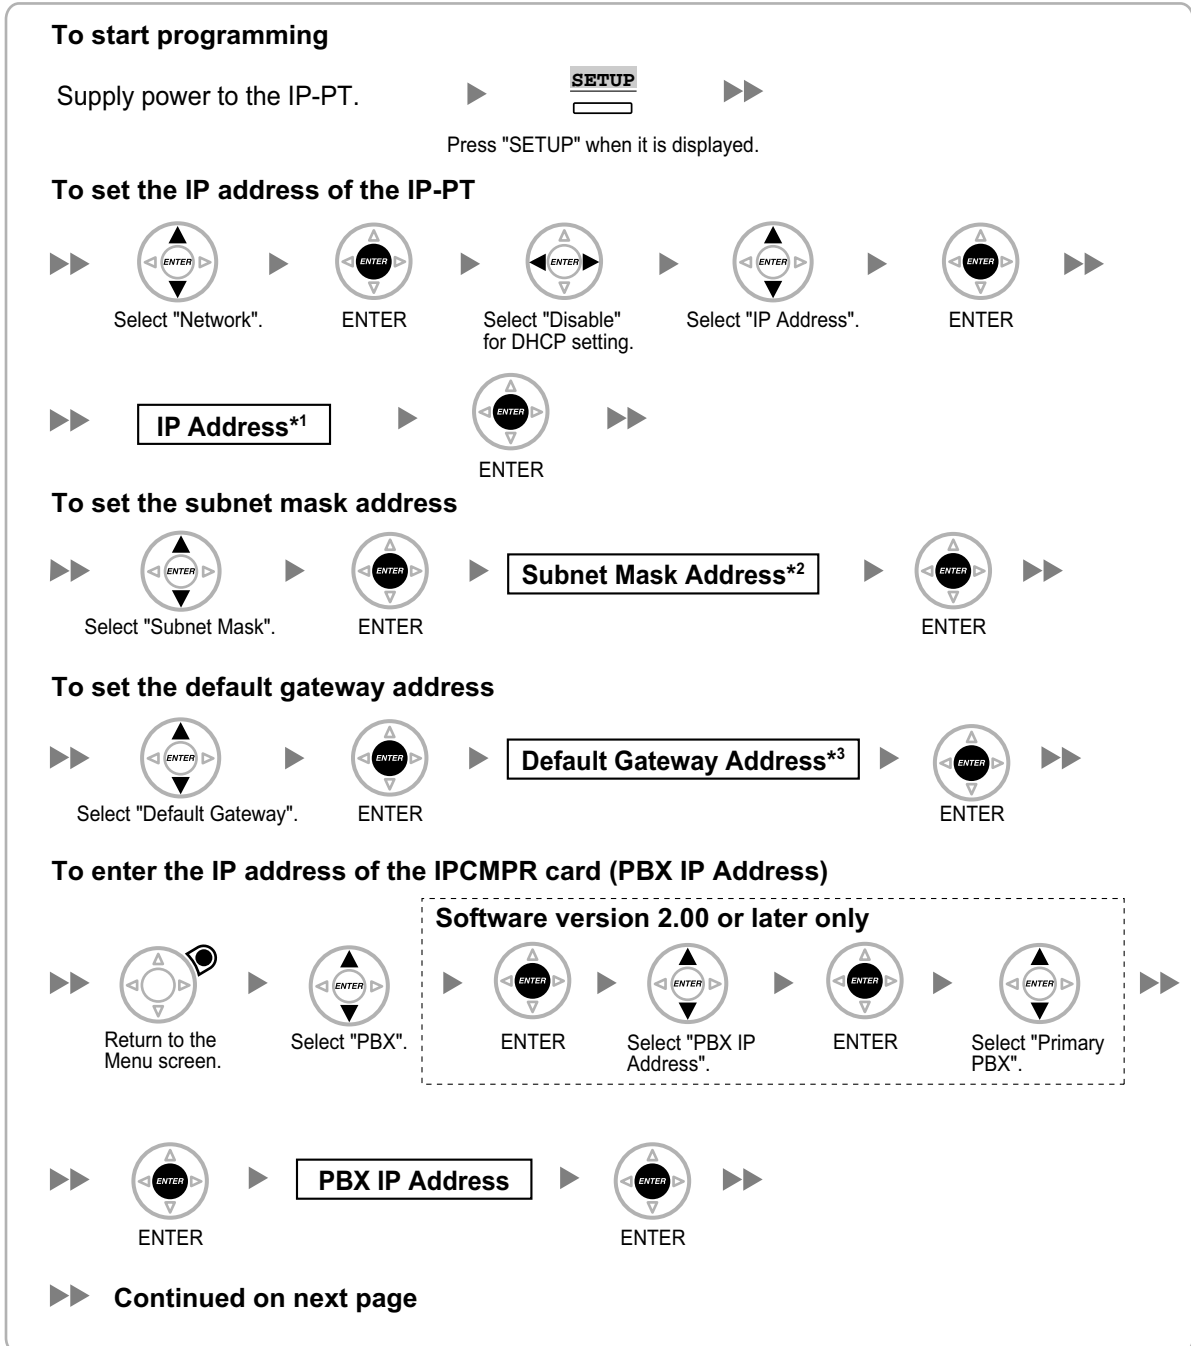 To start programming
Supply power to the IP-PT.
SETUP
Press "SETUP" when it is displayed.
To set the IP address of the IP-PT
ENTER ENTER ENTER ENTER ENTER
Select "Network". ENTER Select "Disable" Select "IP Address". ENTER
for DHCP setting.
IP Address*1 ENTER
ENTER
To set the subnet mask address
ENTER ENTER Subnet Mask Address*2 ENTER
Select "Subnet Mask". ENTER ENTER
To set the default gateway address
ENTER ENTER Default Gateway Address*3 ENTER
Select "Default Gateway". ENTER ENTER
To enter the IP address of the IPCMPR card (PBX IP Address)
Software version 2.00 or later only
ENTER ENTER ENTER ENTER ENTER
Return to the Select "PBX". ENTER Select "PBX IP ENTER Select "Primary
Menu screen. Address". PBX".
ENTER PBX IP Address ENTER
ENTER ENTER
Continued on next page